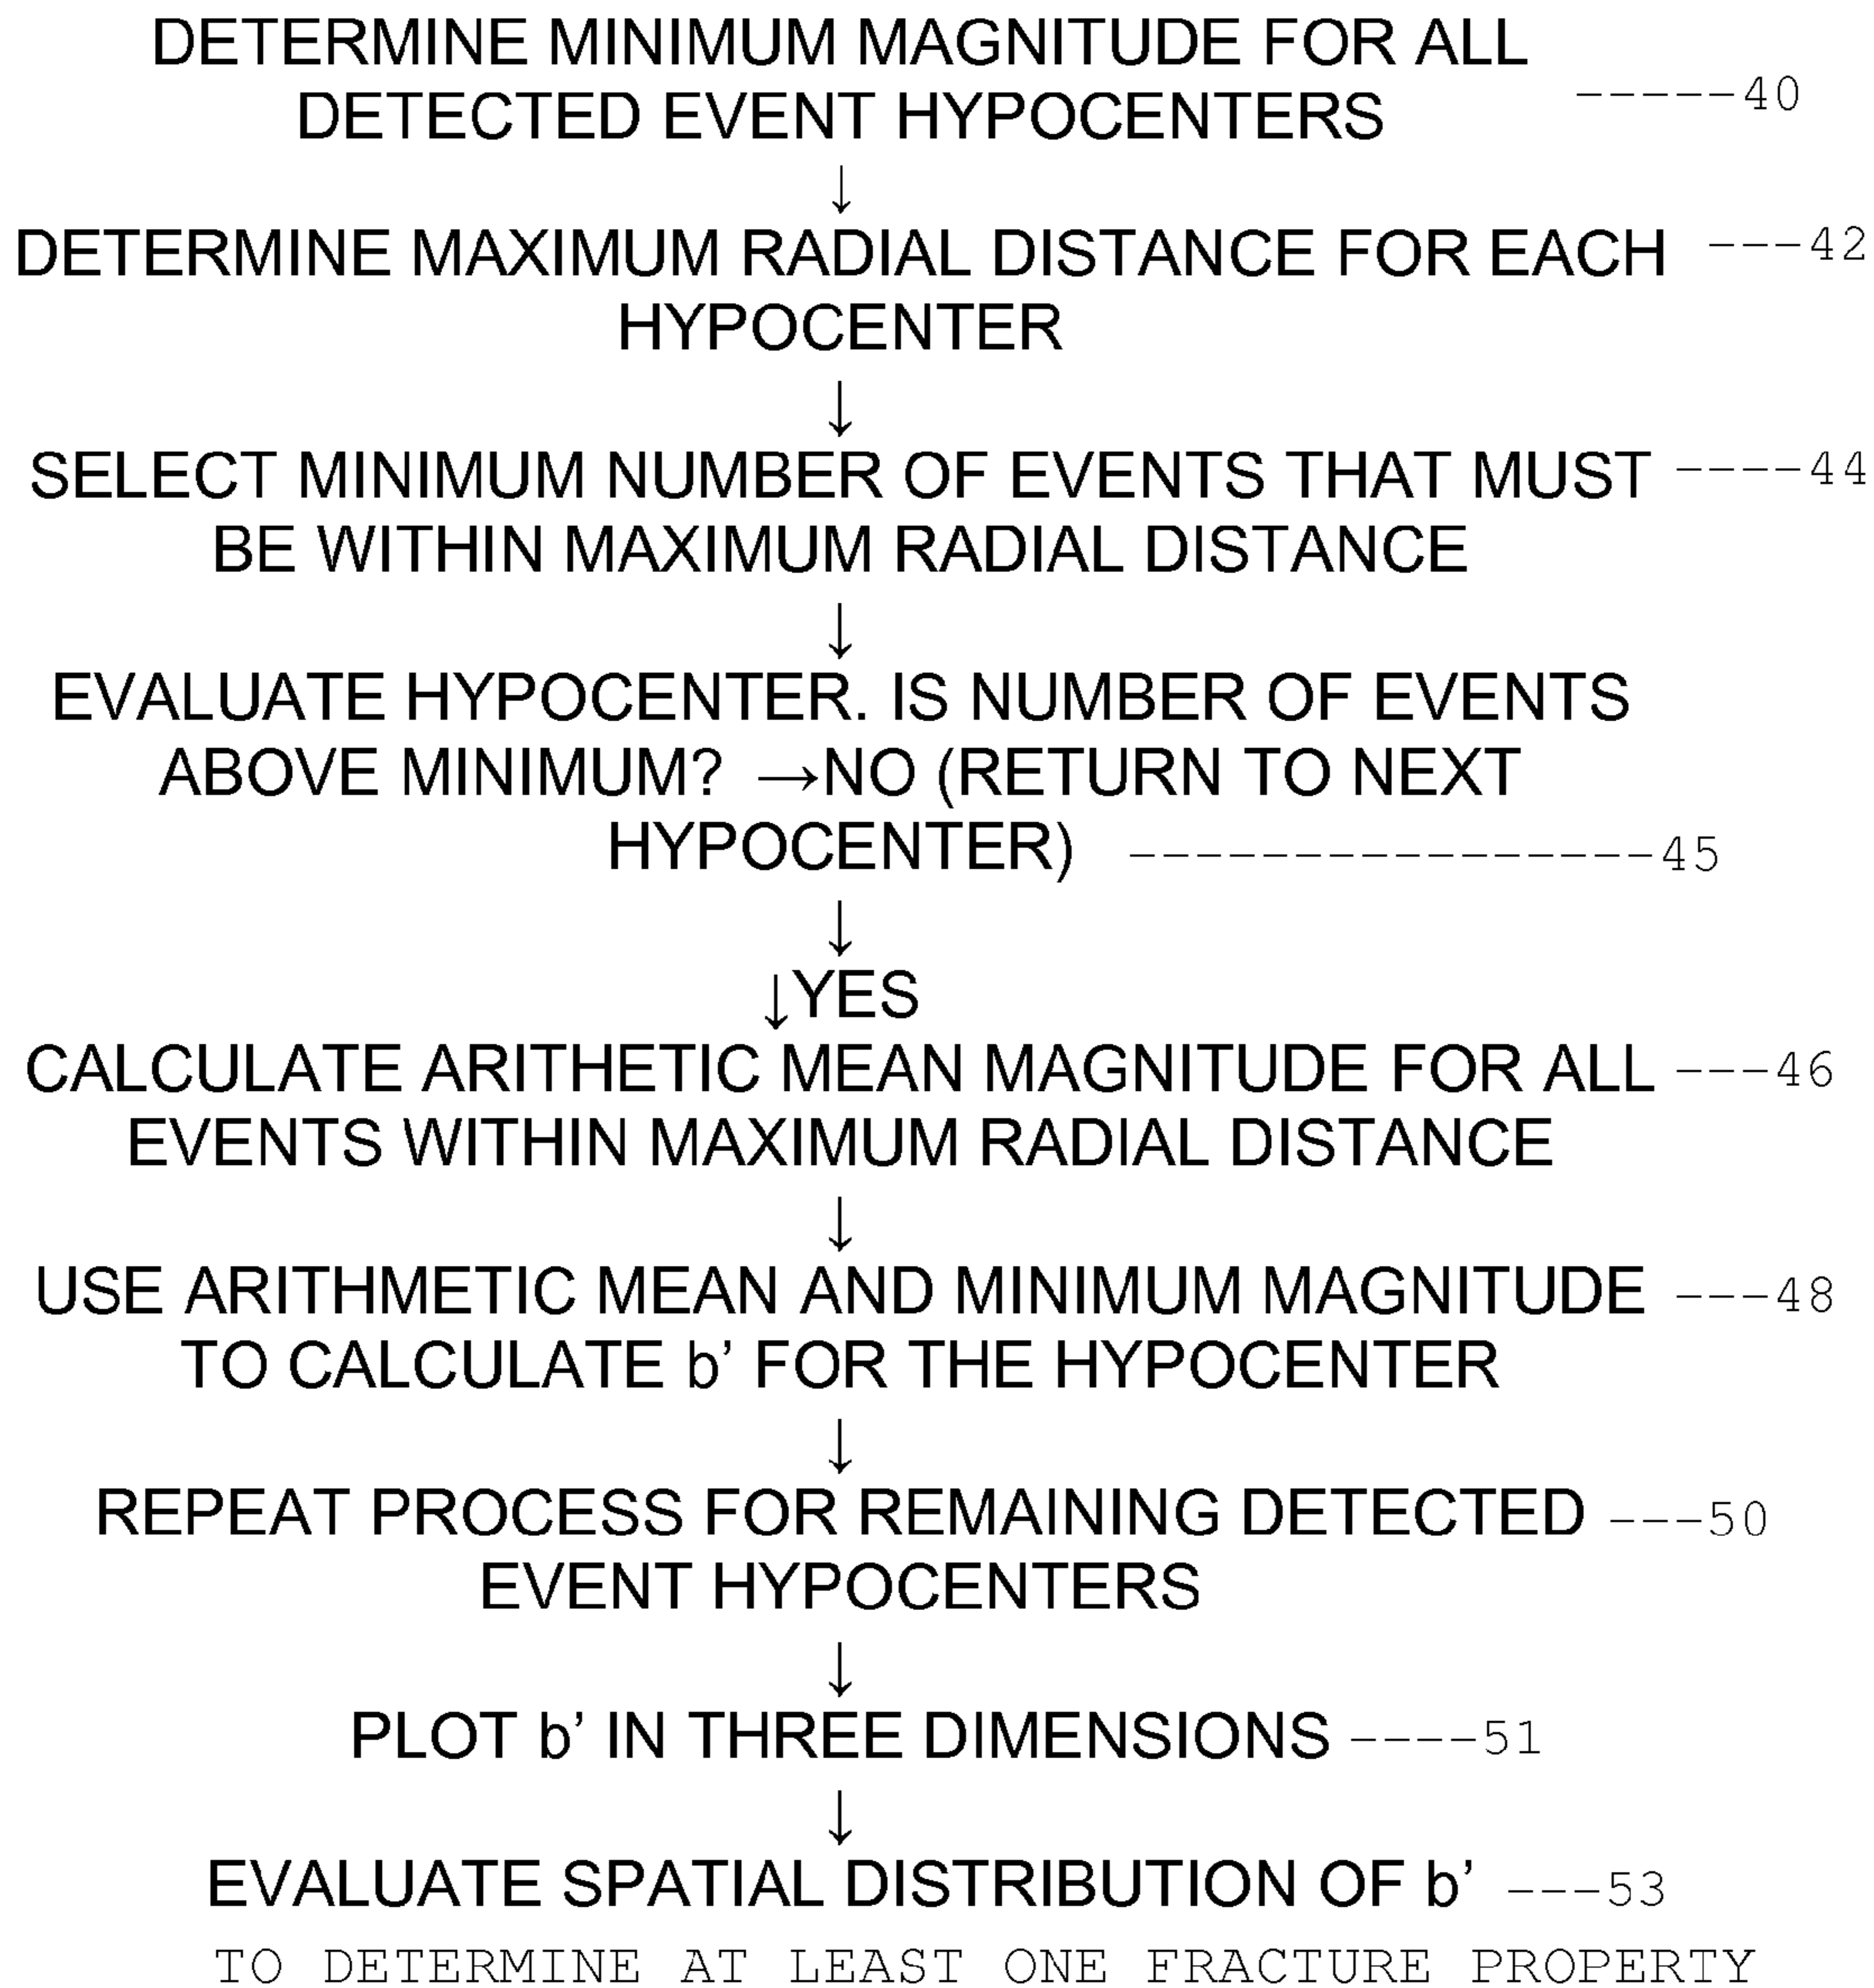 DETERMINE MINIMUM MAGNITUDE FOR ALL
DETECTED EVENT HYPOCENTERS -----40
↓
DETERMINE MAXIMUM RADIAL DISTANCE FOR EACH ---42
HYPOCENTER
↓
SELECT MINIMUM NUMBER OF EVENTS THAT MUST ----44
BE WITHIN MAXIMUM RADIAL DISTANCE
↓
EVALUATE HYPOCENTER. IS NUMBER OF EVENTS
ABOVE MINIMUM? →NO (RETURN TO NEXT
HYPOCENTER) ----------------45
↓
↓YES
CALCULATE ARITHETIC MEAN MAGNITUDE FOR ALL ---46
EVENTS WITHIN MAXIMUM RADIAL DISTANCE
↓
USE ARITHMETIC MEAN AND MINIMUM MAGNITUDE ---48
TO CALCULATE b’ FOR THE HYPOCENTER
↓
REPEAT PROCESS FOR REMAINING DETECTED ---50
EVENT HYPOCENTERS
↓
PLOT b’ IN THREE DIMENSIONS ----51
↓
EVALUATE SPATIAL DISTRIBUTION OF b’ ---53
TO DETERMINE AT LEAST ONE FRACTURE PROPERTY